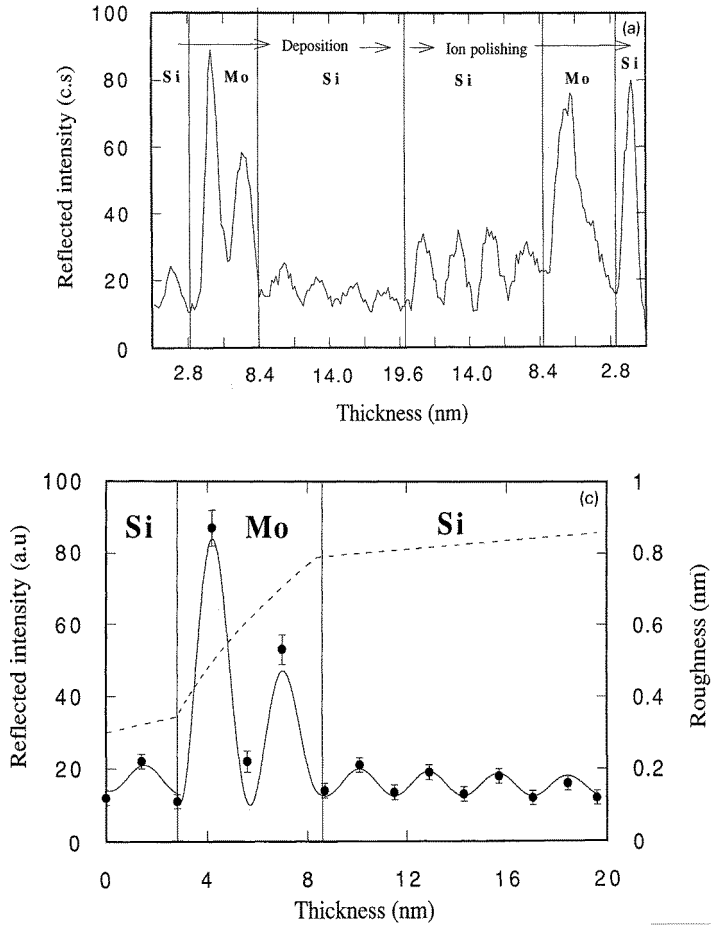 (a)
Deposition
Ion polishing
Si
Si Mo Si Si Mo
100
80
60
40
20
0
Reflected intensity (c.s)
2.8 8.4 14.0 19.6 14.0 8.4 2.8
Thickness (nm)
(c)
Si Mo Si
100
80
60
40
20
0
Reflected intensity (a.u)
1
0.8
0.6
0.4
0.2
0
Roughness (nm)
0 4 8 12 16 20
Thickness (nm)